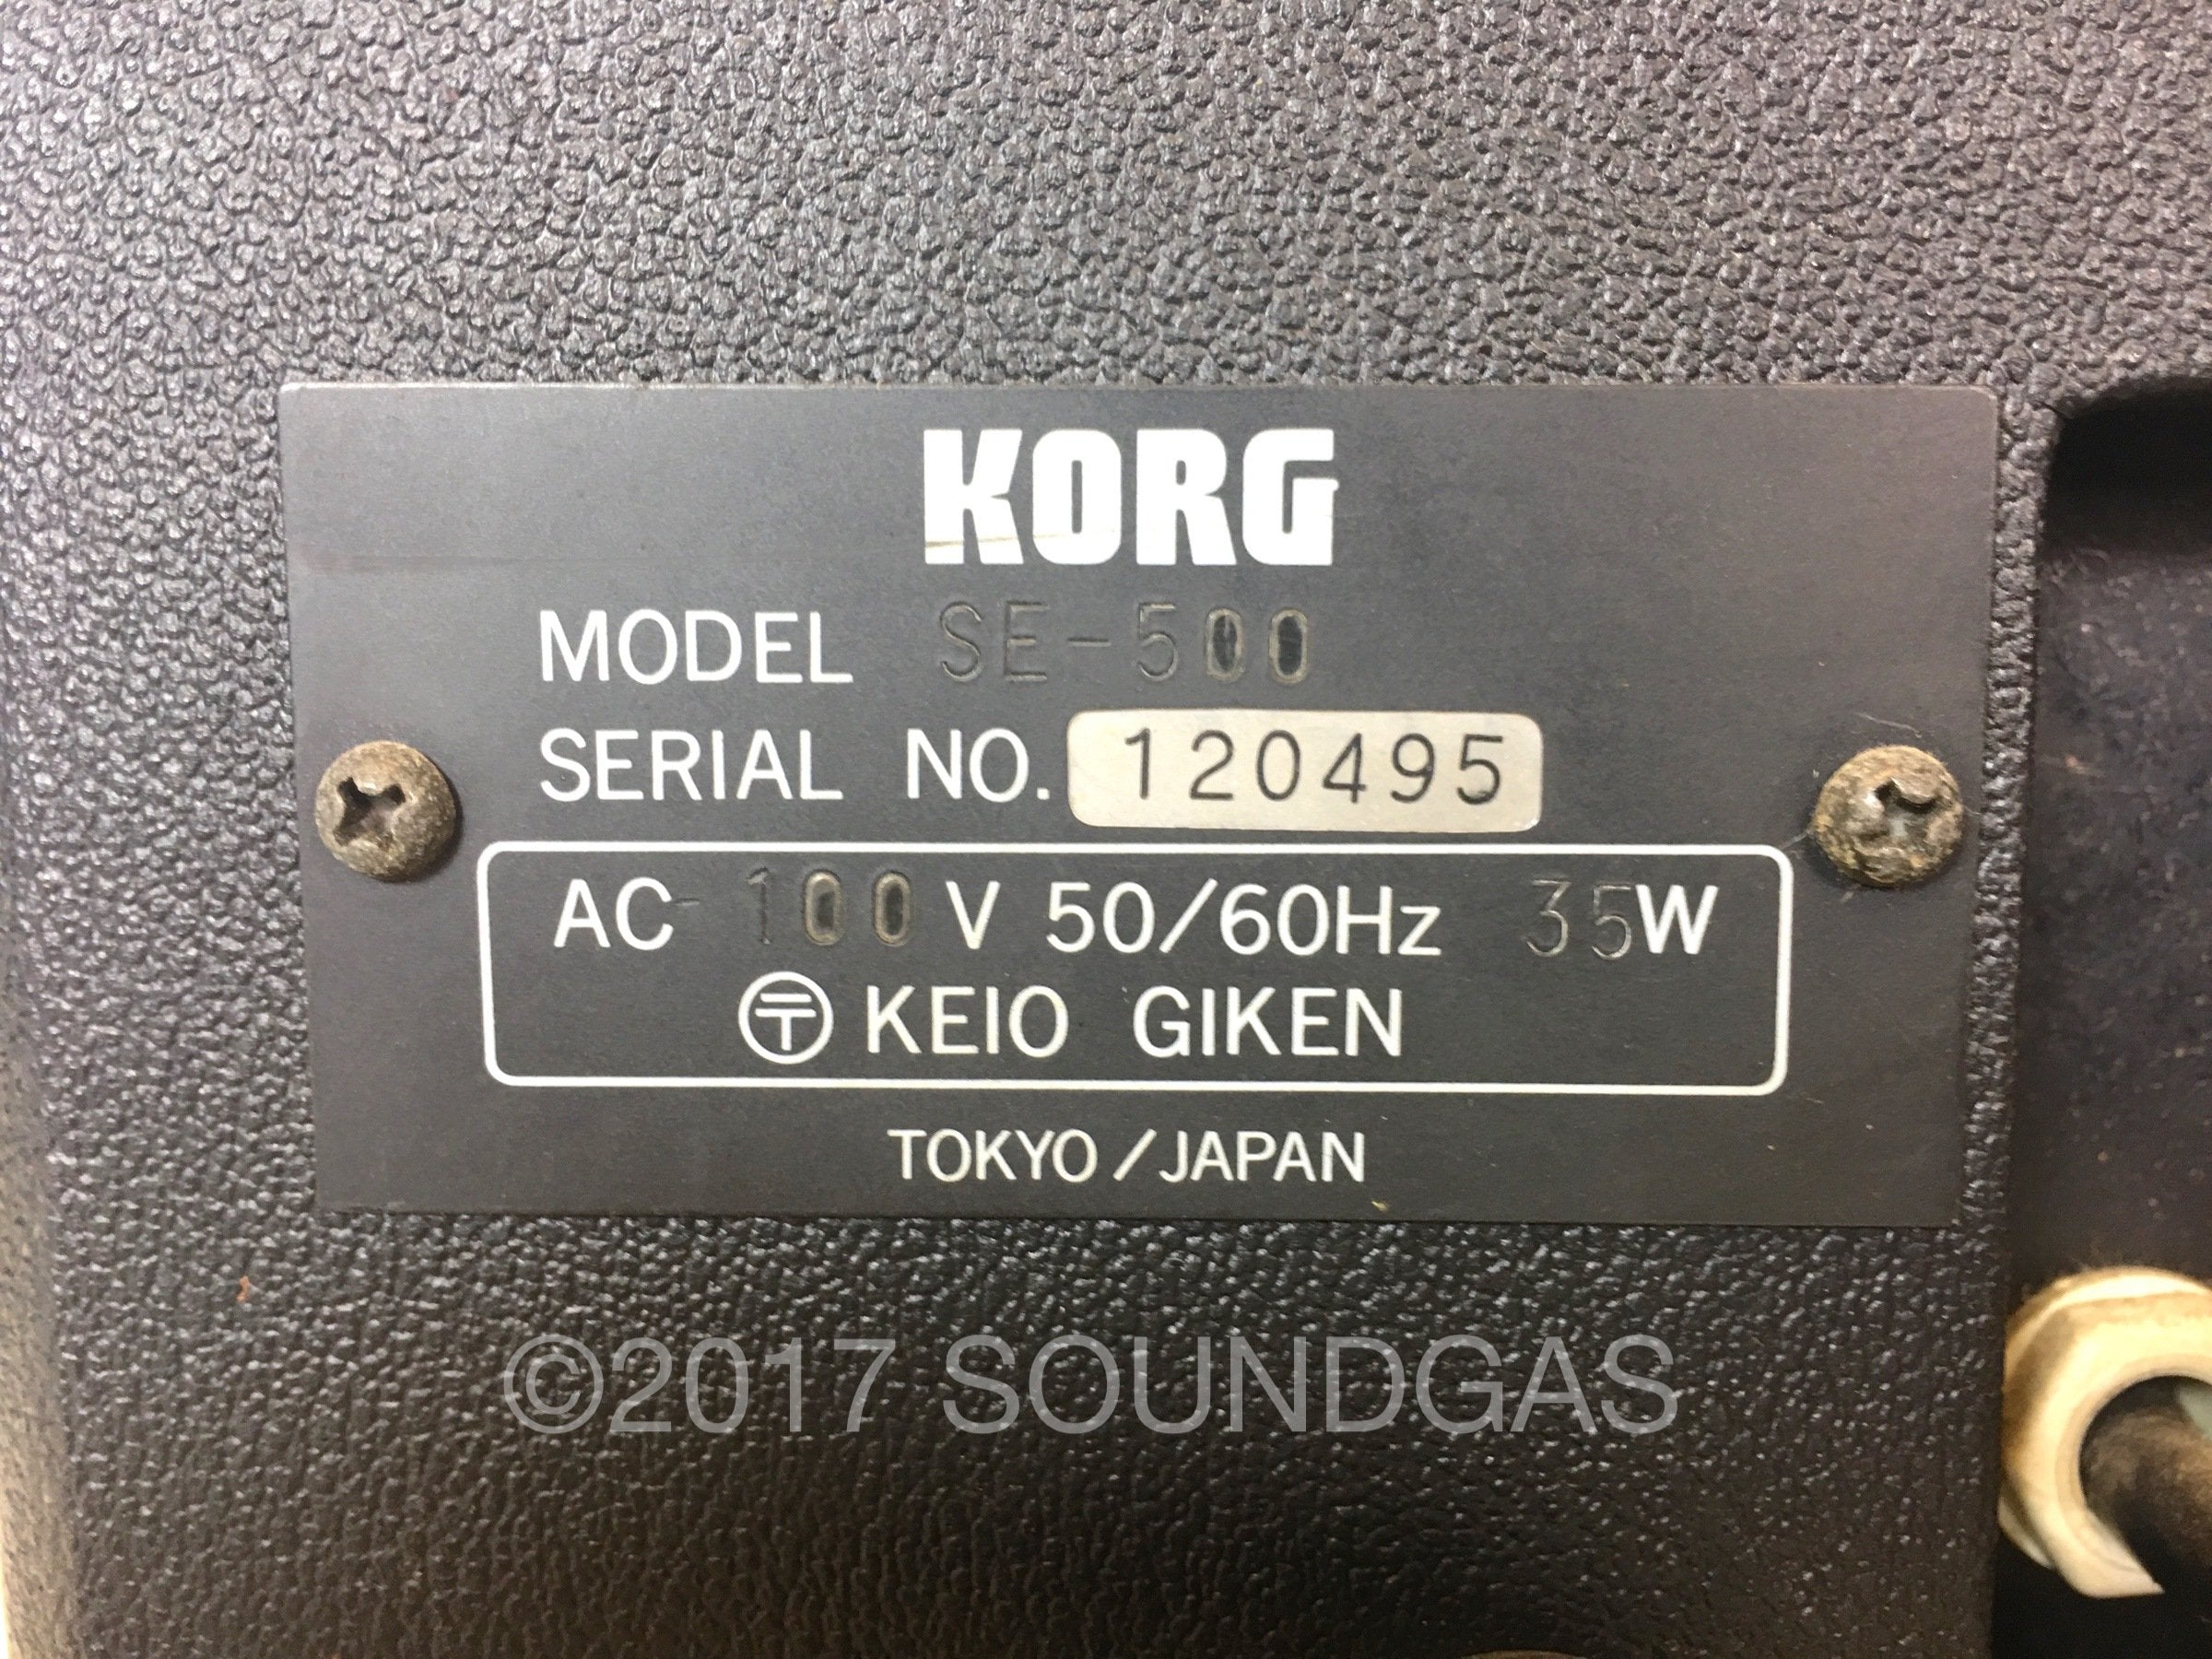 KORG
MODEL SE-500
SERIAL NO. 120495
AC 100 V 50/60Hz 35W
〶 KEIO GIKEN
TOKYO/JAPAN
©2017 SOUNDGAS